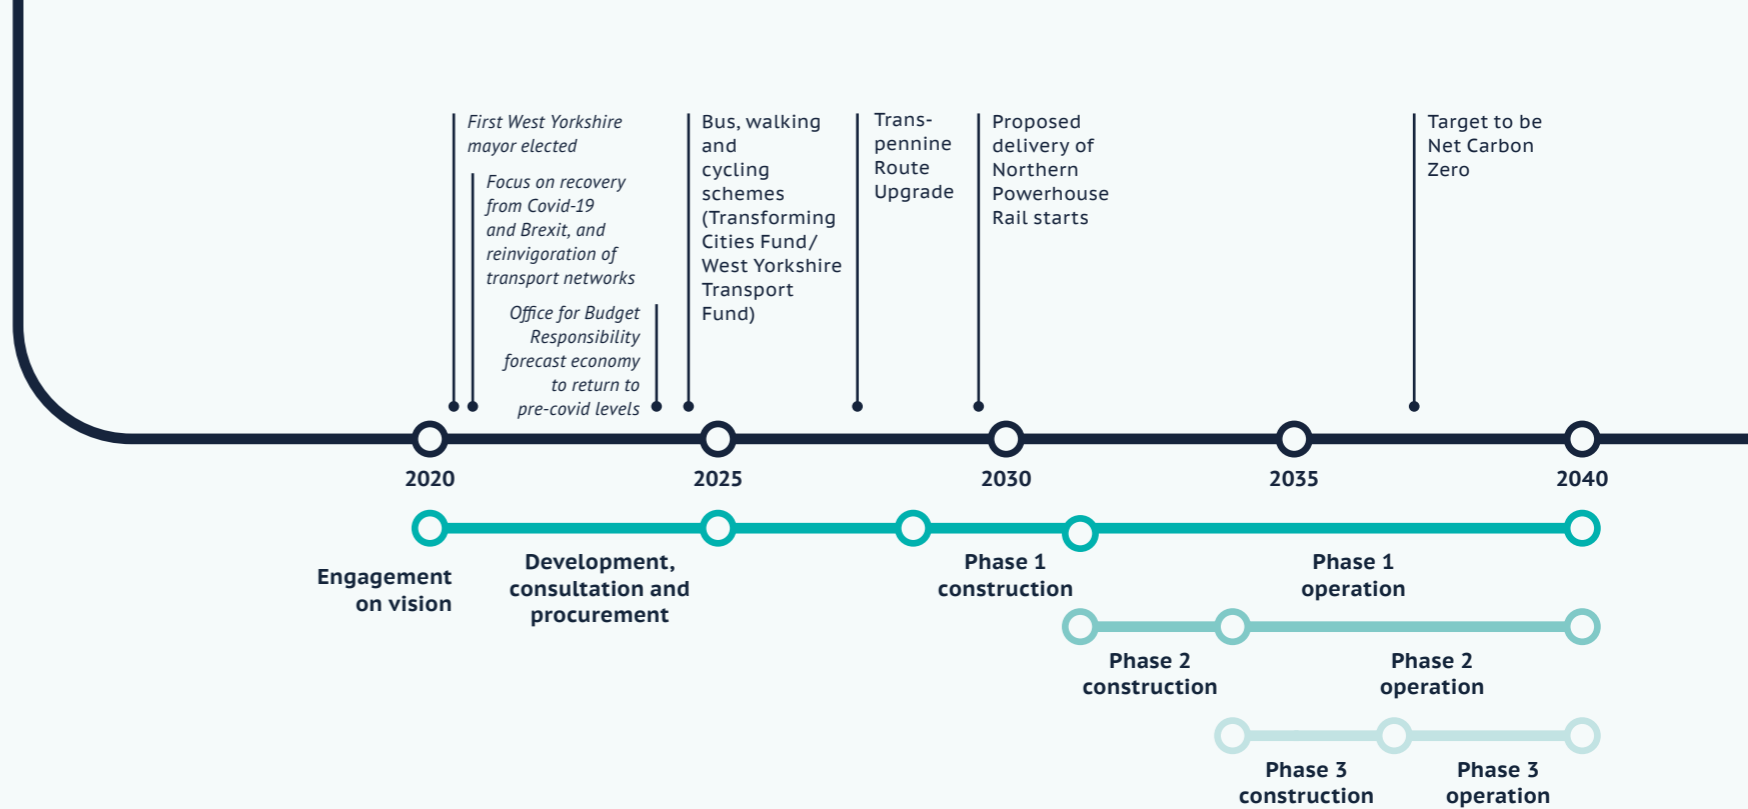 First West Yorkshire
mayor elected
Focus on recovery
from Covid-19
and Brexit, and
reinvigoration of
transport networks
Office for Budget
Responsibility
forecast economy
to return to
pre-covid levels
Bus, walking
and
cycling
schemes
(Transforming
Cities Fund/
West Yorkshire
Transport
Fund)
Trans-
pennine
Route
Upgrade
Proposed
delivery of
Northern
Powerhouse
Rail starts
Target to be
Net Carbon
Zero
2020
2025
2030
2035
2040
Engagement
on vision
Development,
consultation and
procurement
Phase 1
construction
Phase 1
operation
Phase 2
construction
Phase 2
operation
Phase 3
construction
Phase 3
operation